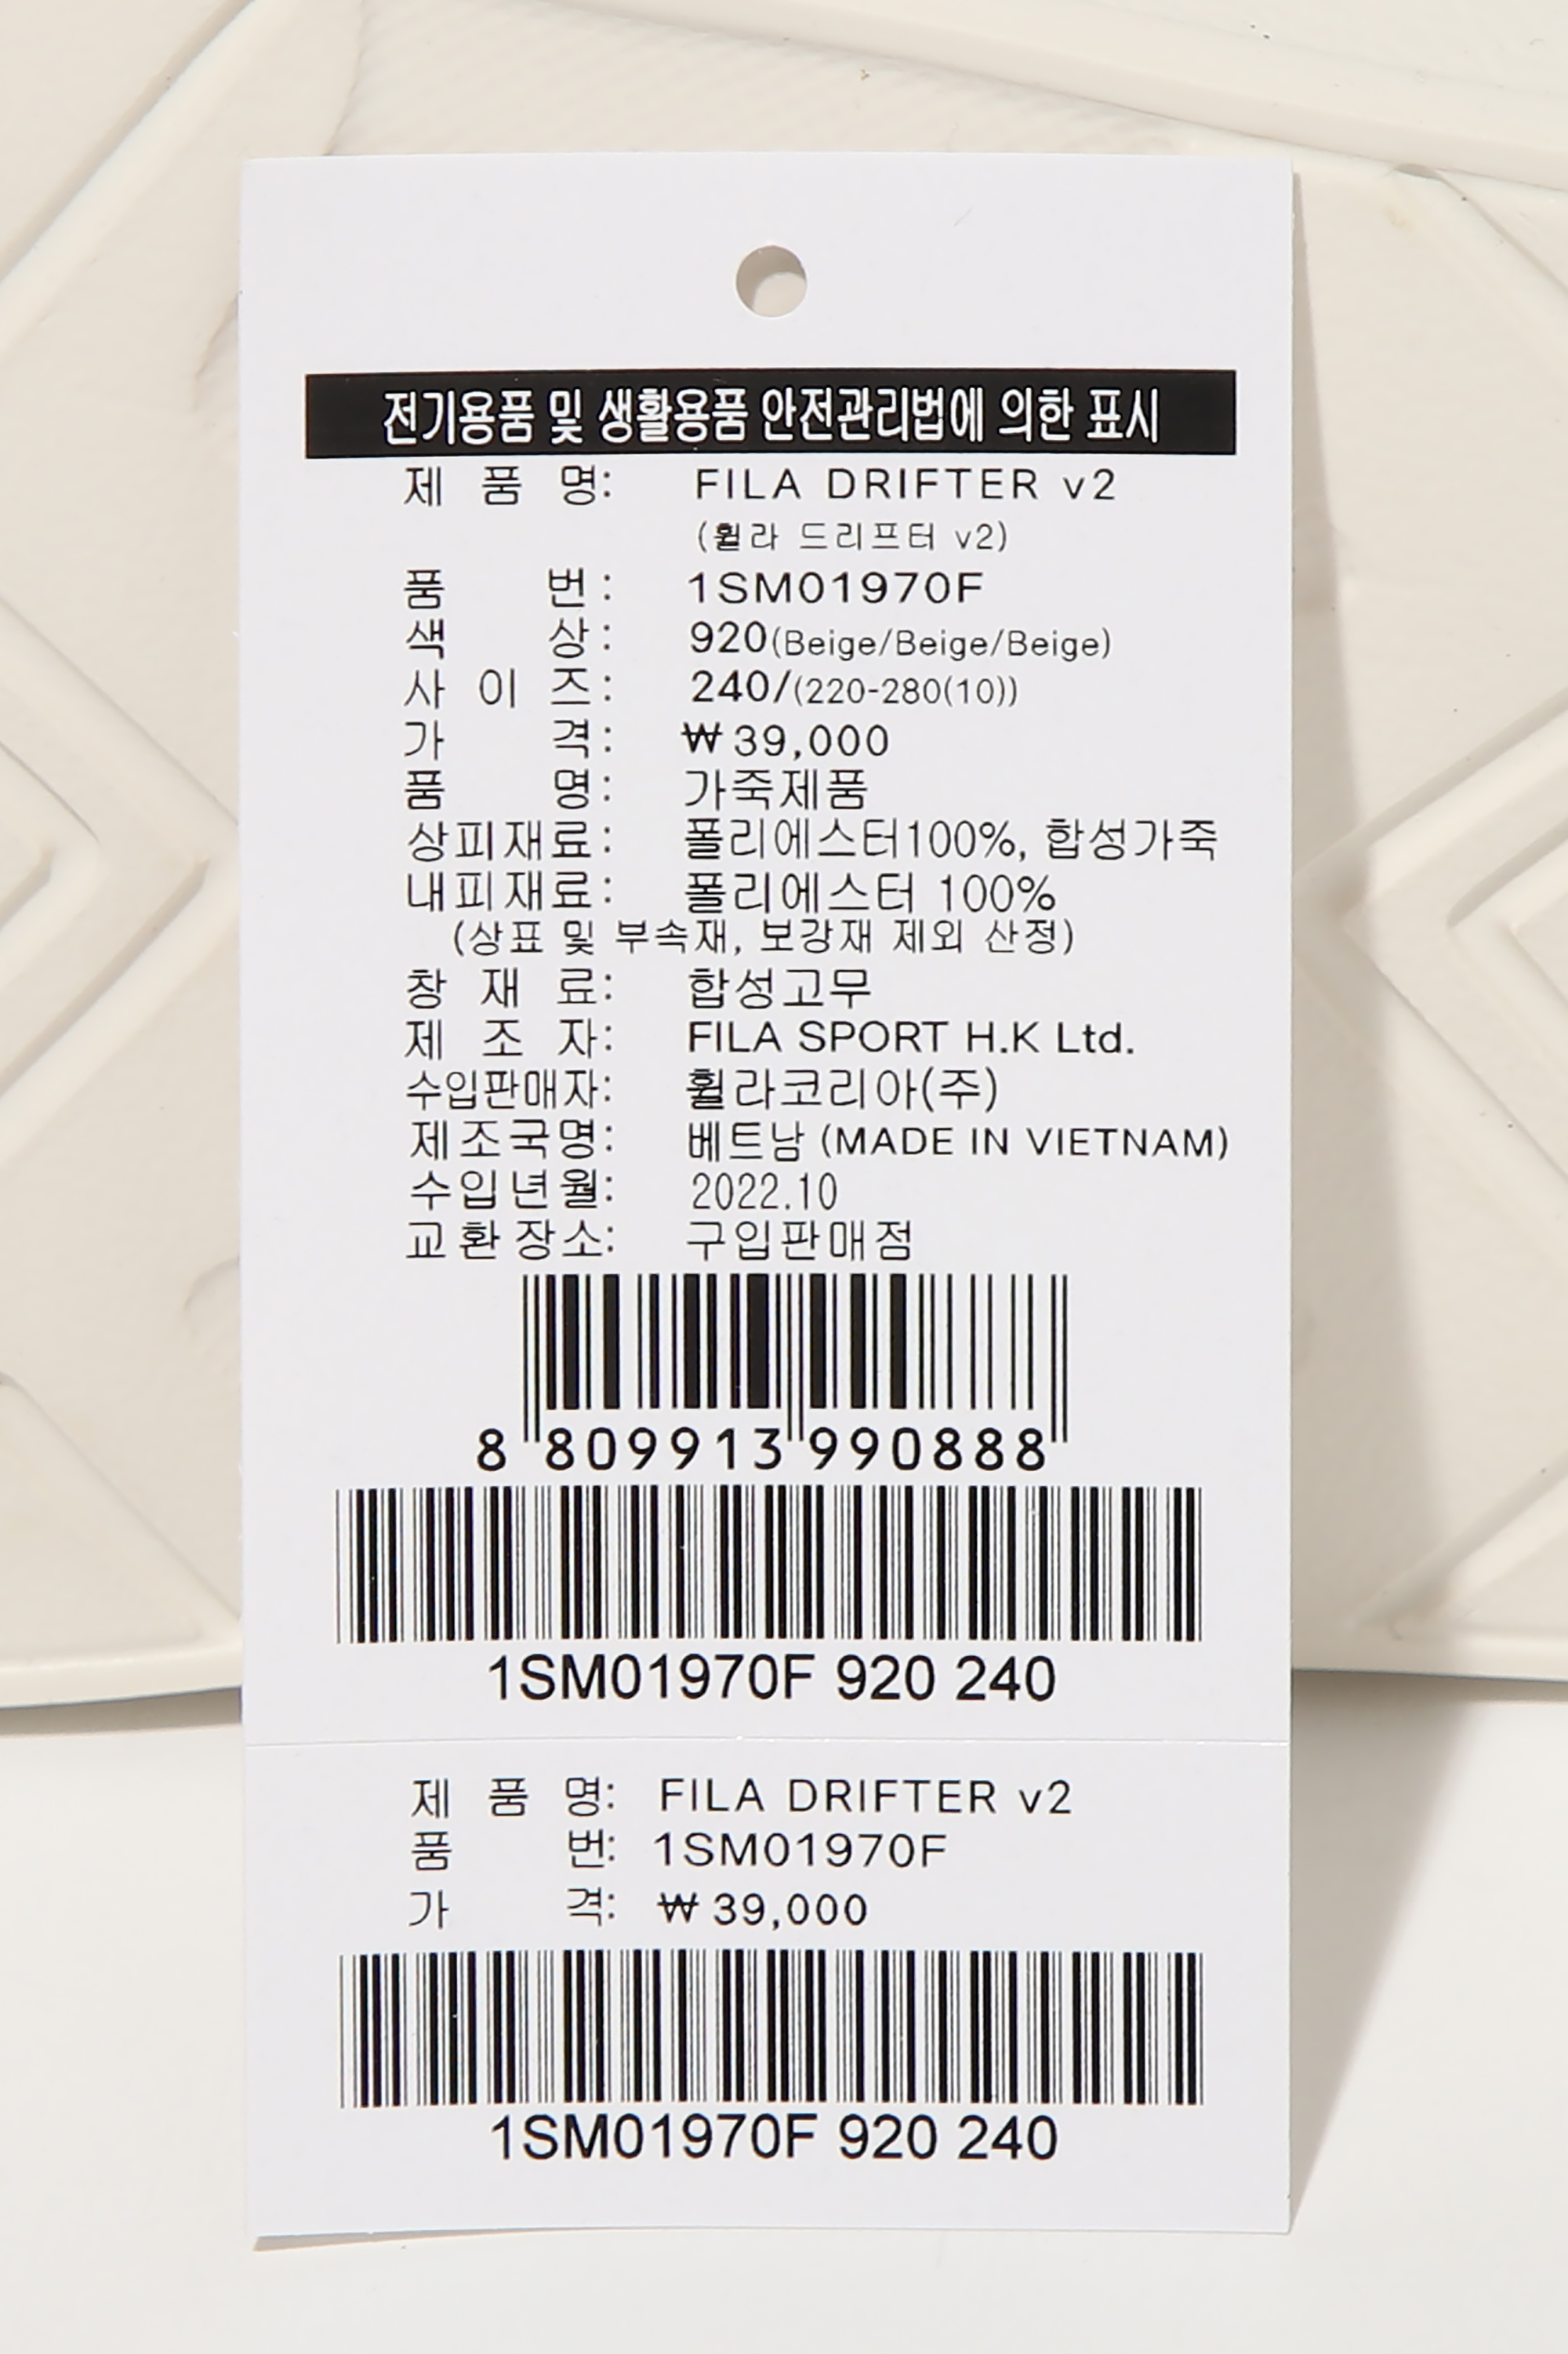 전기용품 및 생활용품 안전관리법에 의한 표시
제 품 명: FILA DRIFTER v2
(휠라 드리프터 v2)
품 번: 1SM01970F
색 상: 920(Beige/Beige/Beige)
사 이 즈: 240/(220-280(10))
가 격: ₩39,000
품 명: 가죽제품
상피재료: 폴리에스터100%, 합성가죽
내피재료: 폴리에스터 100%
(상표 및 부속재, 보강재 제외 산정)
창 재 료: 합성고무
제 조 자: FILA SPORT H.K Ltd.
수입판매자: 휠라코리아(주)
제조국명: 베트남 (MADE IN VIETNAM)
수입년월: 2022.10
교환장소: 구입판매점
8 809913 990888
1SM01970F 920 240
제 품 명: FILA DRIFTER v2
품 번: 1SM01970F
가 격: ₩39,000
1SM01970F 920 240